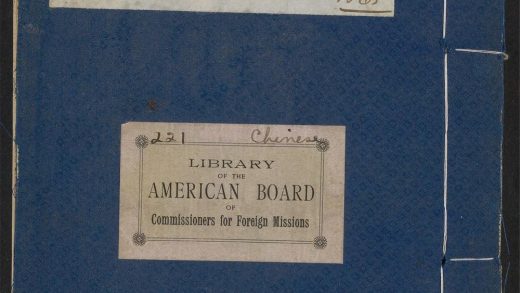 221 Chinese
LIBRARY
OF THE
AMERICAN BOARD
OF
Commissioners for Foreign Missions